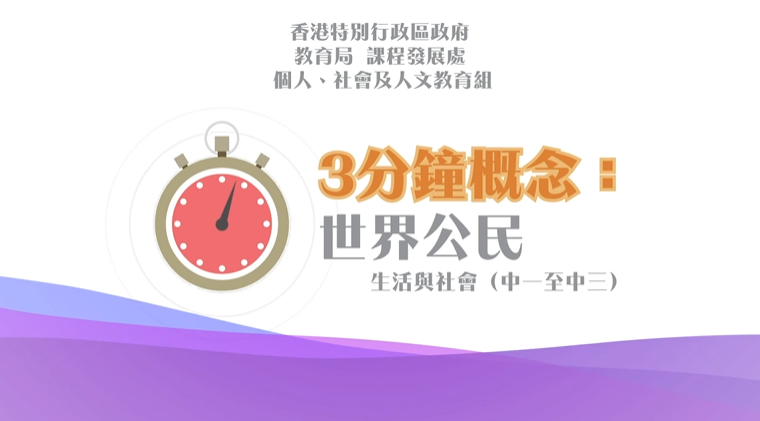 香港特別行政區政府
教育局 課程發展處
個人、社會及人文教育組
3分鐘概念：
世界公民
生活與社會（中一至中三）